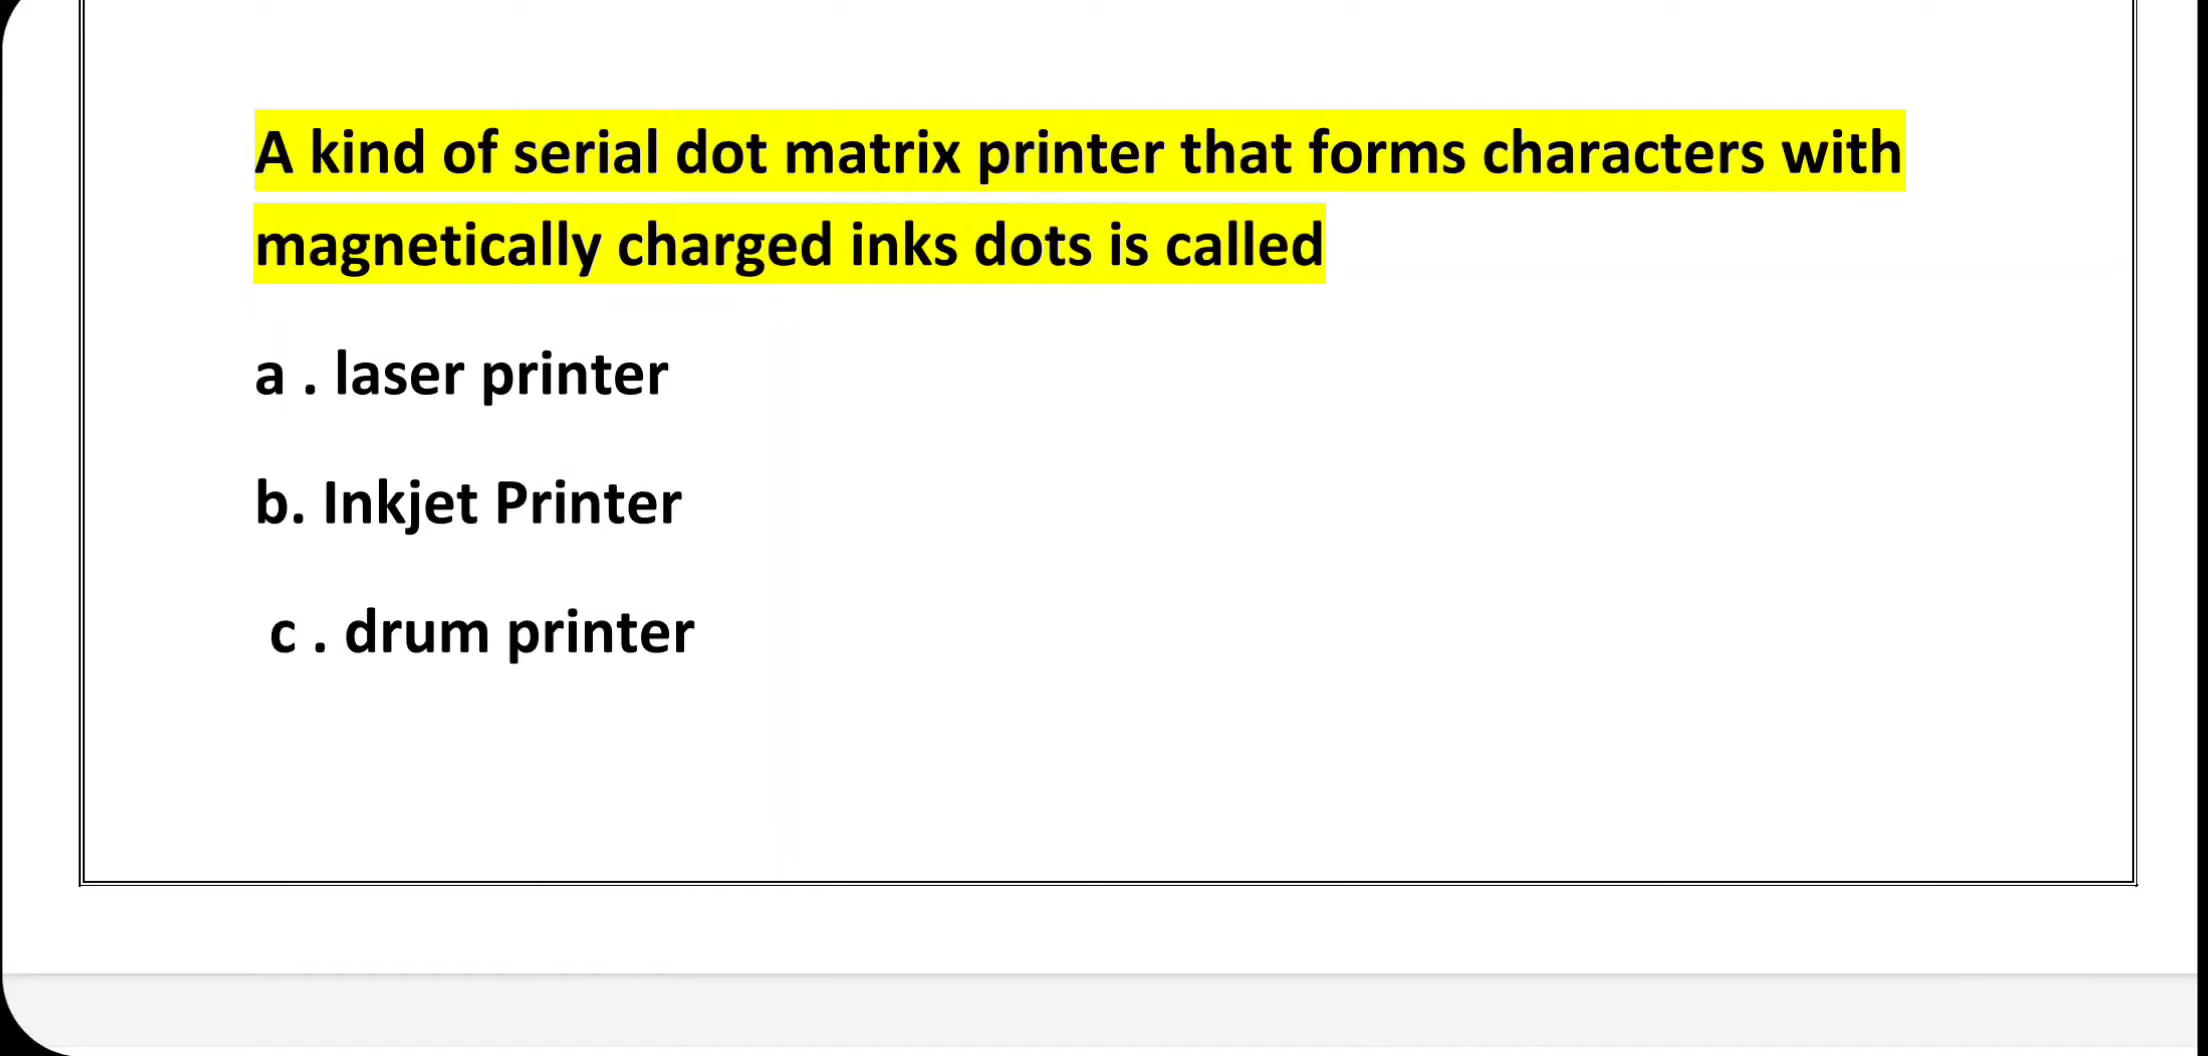 A kind of serial dot matrix printer that forms characters with
magnetically charged inks dots is called
a . laser printer
b. Inkjet Printer
c . drum printer